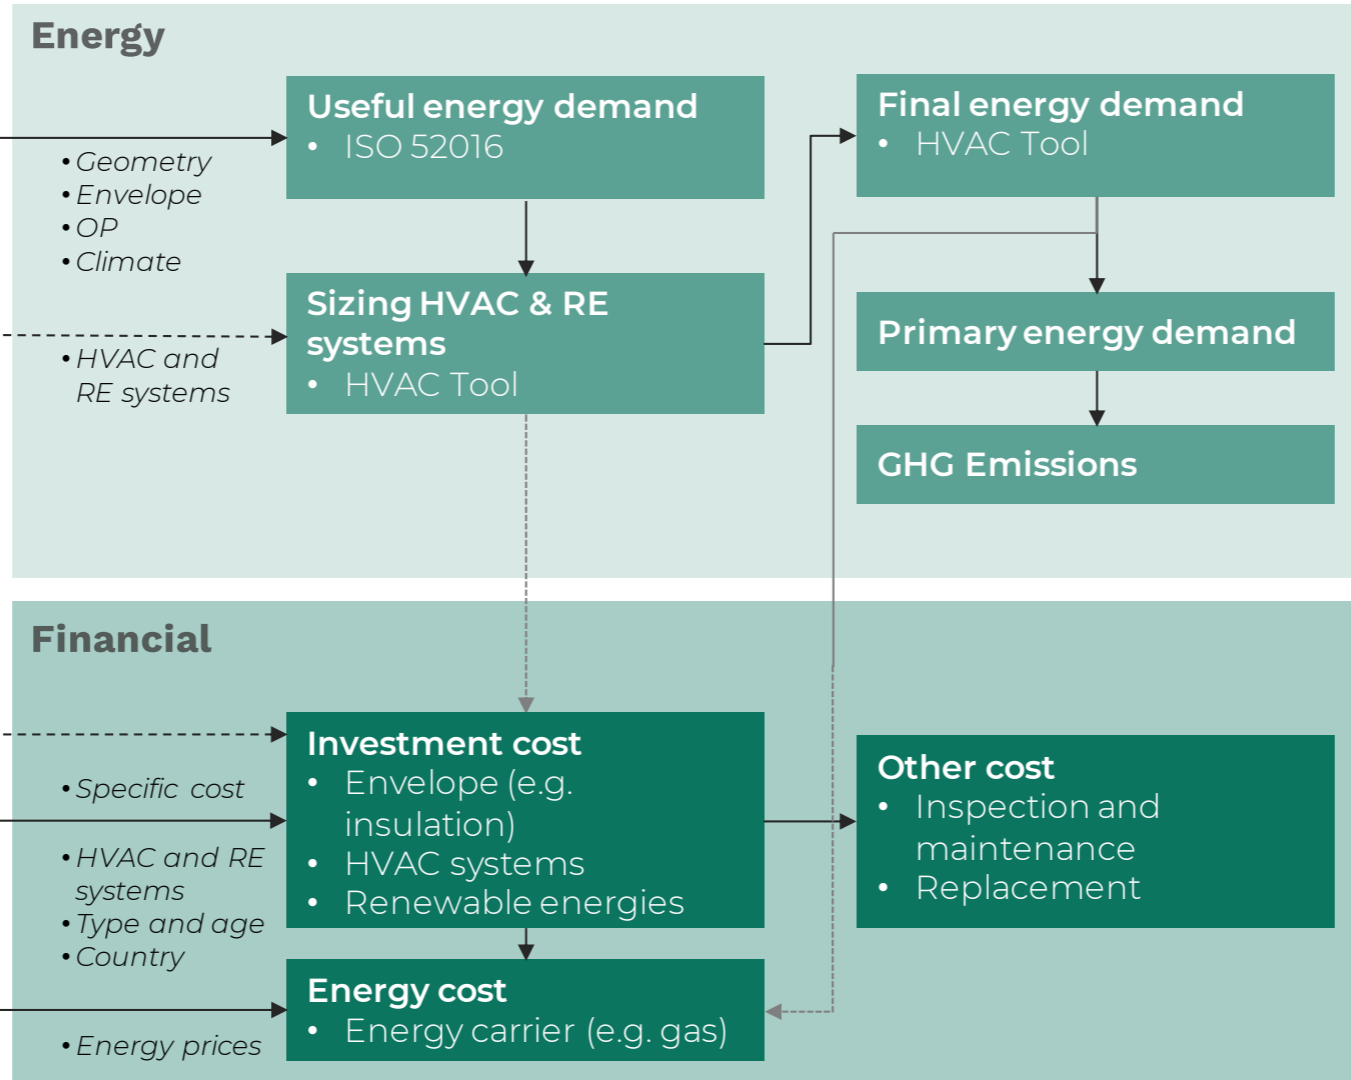 Energy
• Geometry
• Envelope
• OP
• Climate
Useful energy demand
• ISO 52016
Final energy demand
• HVAC Tool
• HVAC and
RE systems
Sizing HVAC & RE
systems
• HVAC Tool
Primary energy demand
GHG Emissions
Financial
• Specific cost
• HVAC and RE
systems
• Type and age
• Country
• Energy prices
Investment cost
• Envelope (e.g.
insulation)
• HVAC systems
• Renewable energies
Other cost
• Inspection and
maintenance
• Replacement
Energy cost
• Energy carrier (e.g. gas)